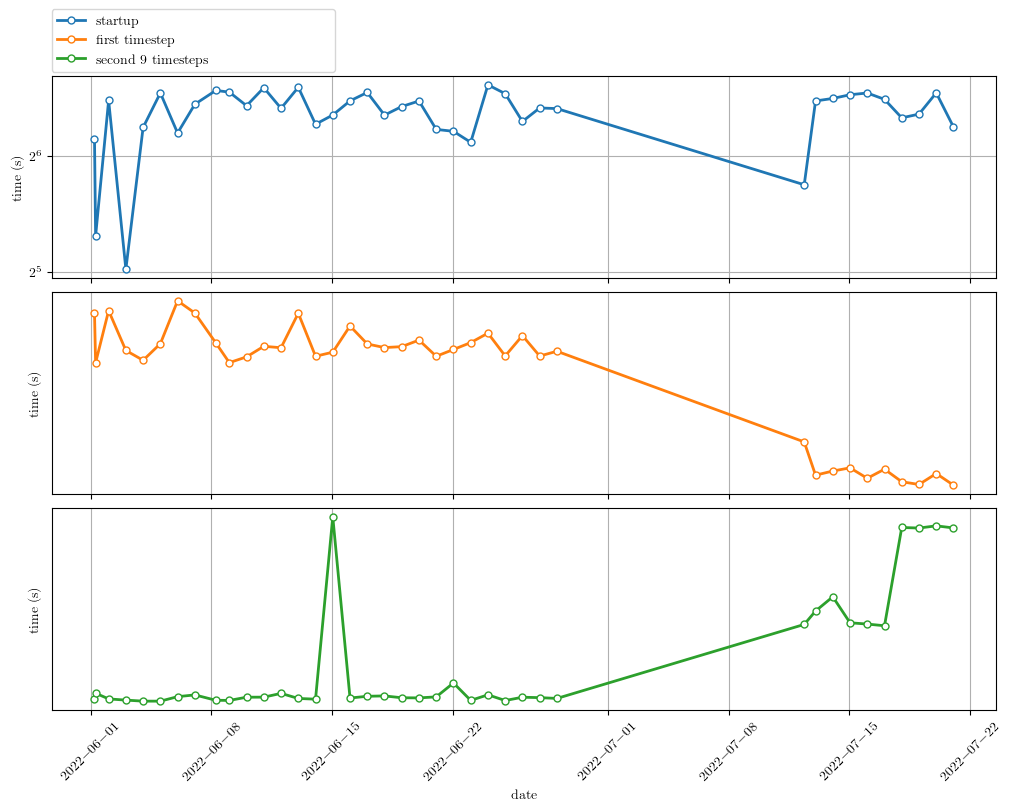 startup
first timestep
second 9 timesteps
time (s)
2^6
2^5
time (s)
time (s)
2022−06−01
2022−06−08
2022−06−15
2022−06−22
2022−07−01
2022−07−08
2022−07−15
2022−07−22
date